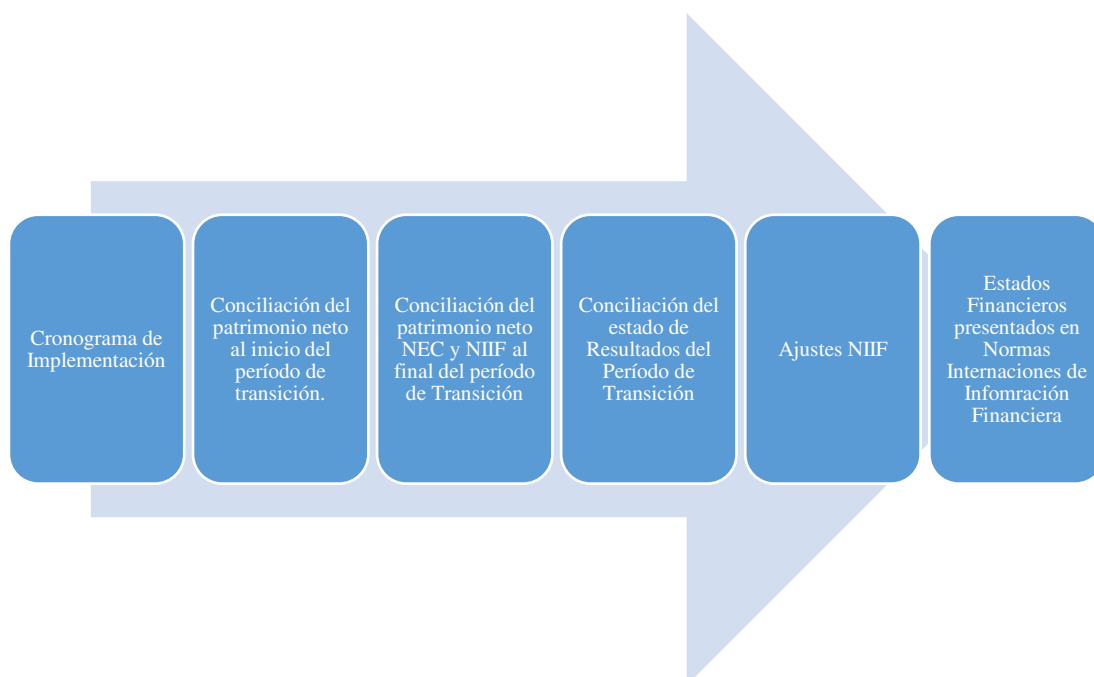 Cronograma de
Implementación
Conciliación del
patrimonio neto
al inicio del
período de
transición.
Conciliación del
patrimonio neto
NEC y NIIF al
final del período
de Transición
Conciliación del
estado de
Resultados del
Período de
Transición
Ajustes NIIF
Estados
Financieros
presentados en
Normas
Internaciones de
Infomración
Financiera